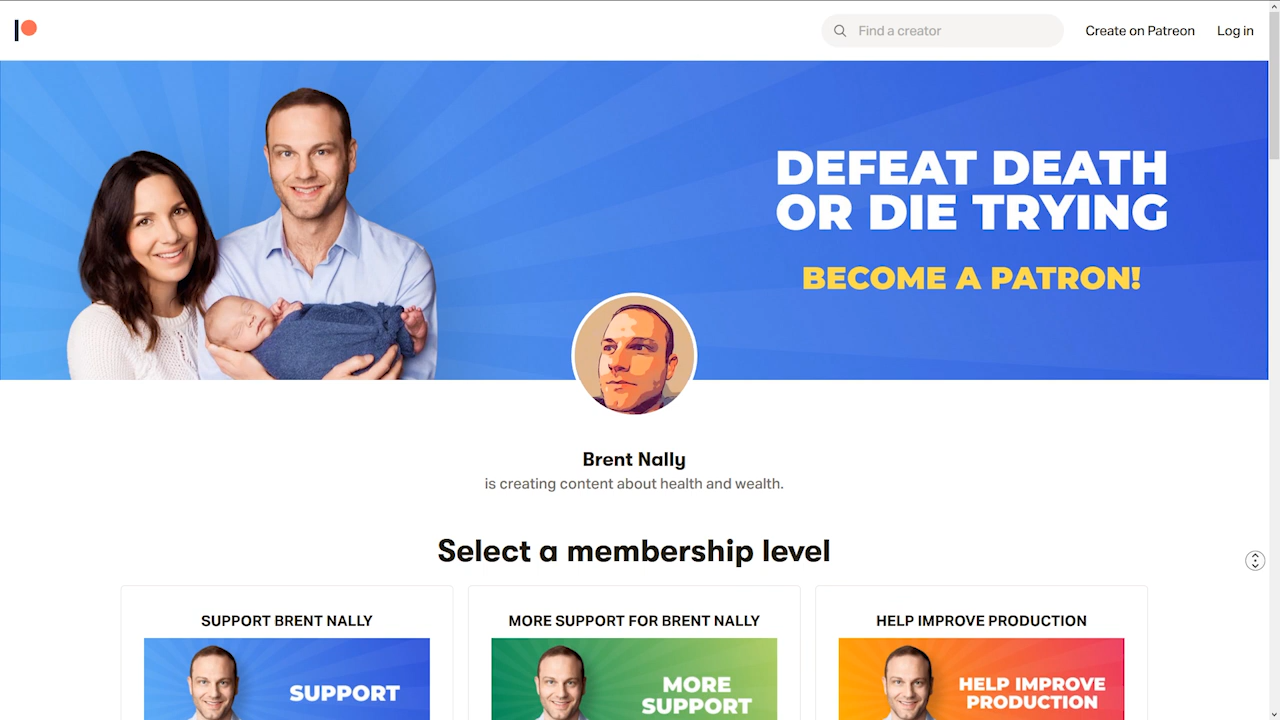 Find a creator
Create on Patreon
Log in
DEFEAT DEATH
OR DIE TRYING
BECOME A PATRON!
Brent Nally
is creating content about health and wealth.
Select a membership level
SUPPORT BRENT NALLY
SUPPORT
MORE SUPPORT FOR BRENT NALLY
MORE
SUPPORT
HELP IMPROVE PRODUCTION
HELP IMPROVE
PRODUCTION